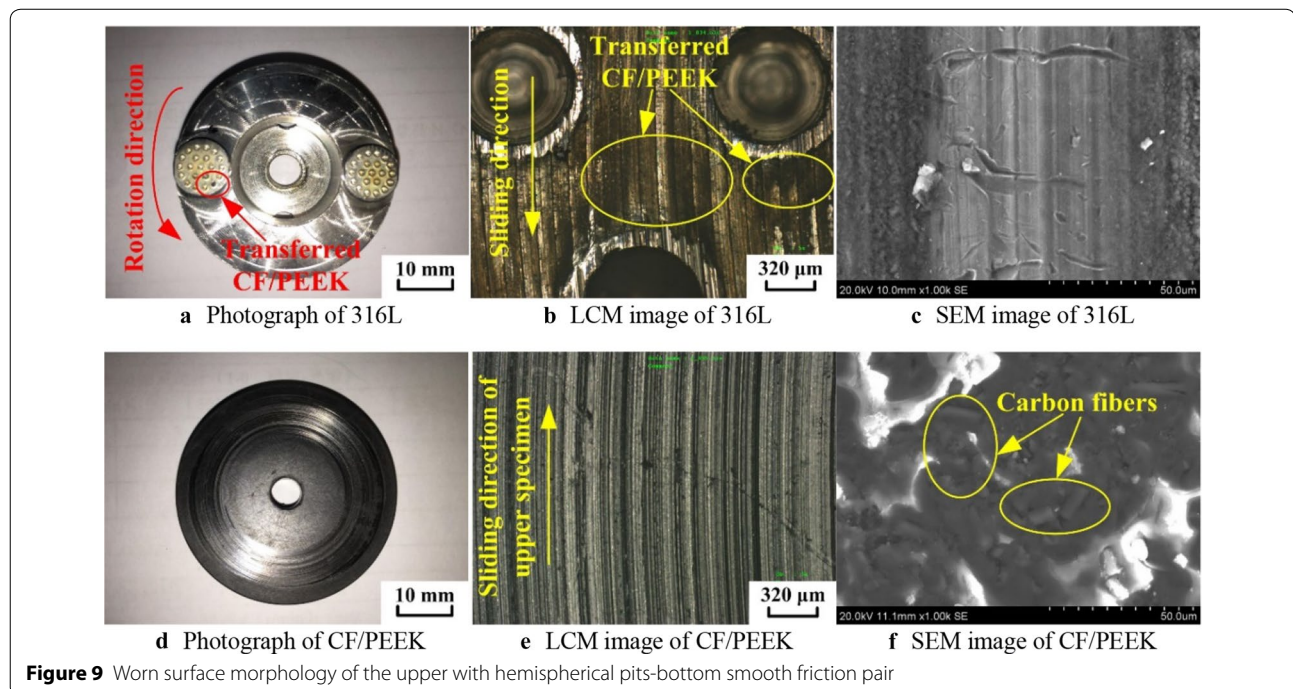 Rotation direction
Transferred
CF/PEEK
10 mm
a Photograph of 316L
Sliding direction
Transferred
CF/PEEK
320 μm
b LCM image of 316L
20.0kV 10.0mm x1.00k SE
50.0um
c SEM image of 316L
10 mm
d Photograph of CF/PEEK
Sliding direction of
upper specimen
320 μm
e LCM image of CF/PEEK
Carbon fibers
20.0kV 11.1mm x1.00k SE
50.0um
f SEM image of CF/PEEK
Figure 9 Worn surface morphology of the upper with hemispherical pits-bottom smooth friction pair